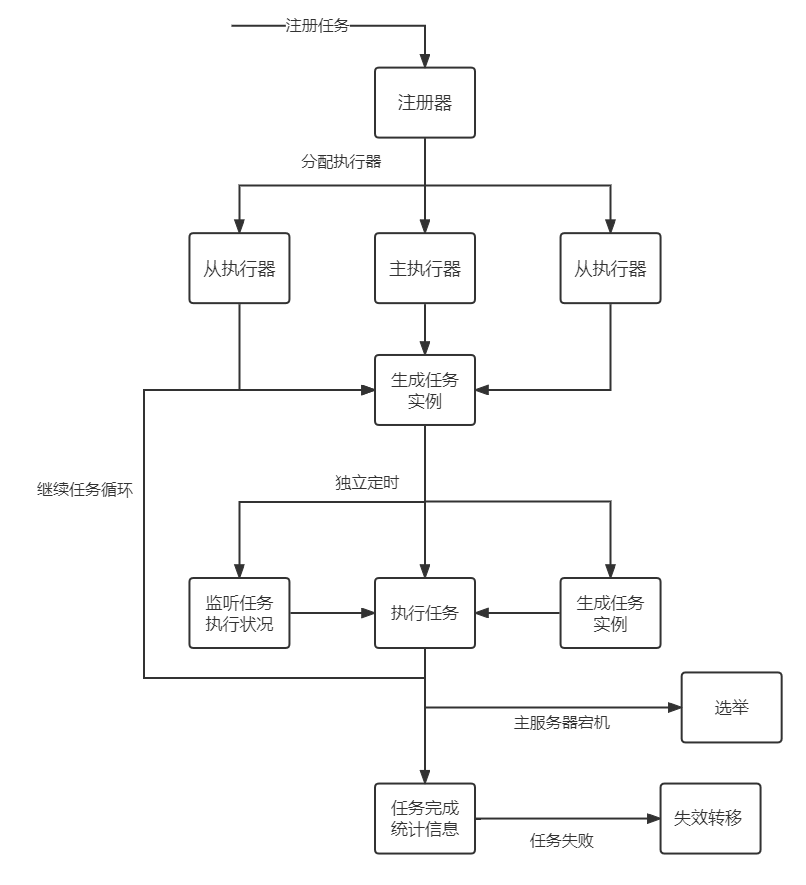 注册任务
注册器
分配执行器
从执行器
主执行器
从执行器
生成任务
实例
继续任务循环
独立定时
监听任务
执行状况
执行任务
生成任务
实例
选举
主服务器宕机
任务完成
统计信息
失效转移
任务失败